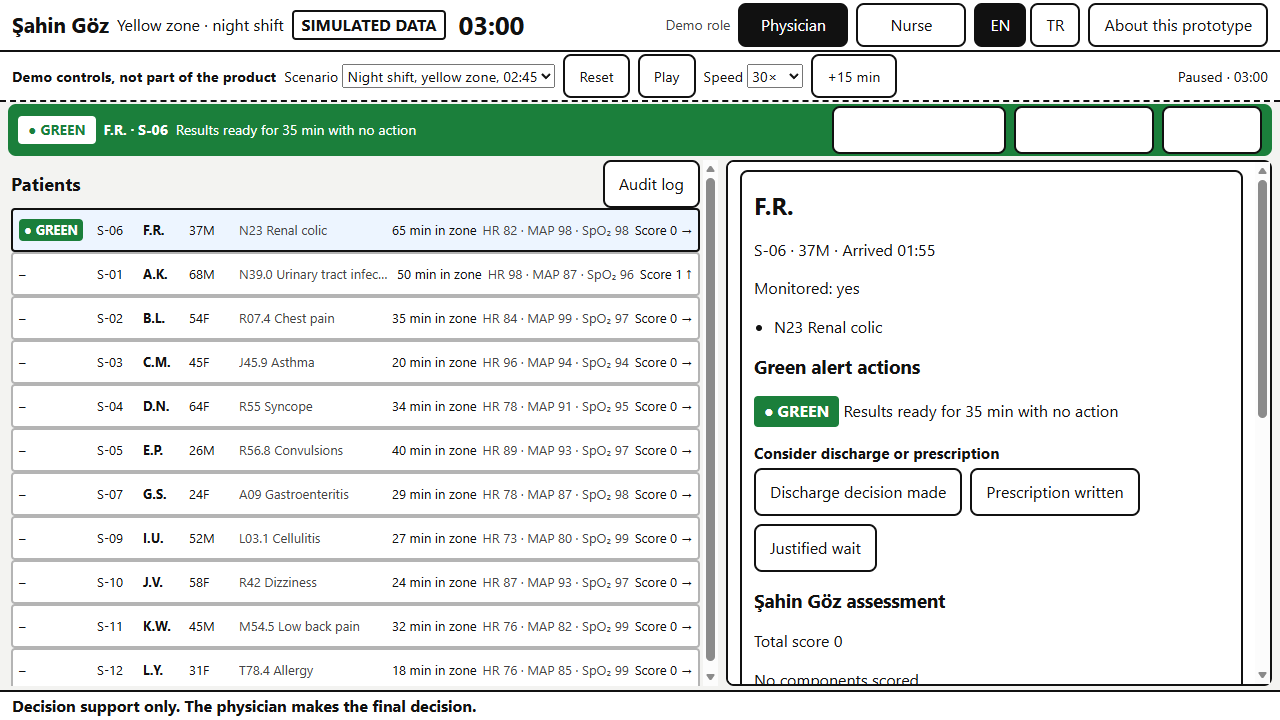 Şahin Göz Yellow zone · night shift SIMULATED DATA 03:00 Demo role Physician Nurse EN TR About this prototype
Demo controls, not part of the product Scenario Night shift, yellow zone, 02:45 Reset Play Speed 30× +15 min Paused · 03:00
● GREEN F.R. · S-06 Results ready for 35 min with no action
Patients Audit log
● GREEN S-06 F.R. 37M N23 Renal colic 65 min in zone HR 82 · MAP 98 · SpO₂ 98 Score 0 →
– S-01 A.K. 68M N39.0 Urinary tract infec... 50 min in zone HR 98 · MAP 87 · SpO₂ 96 Score 1 ↑
– S-02 B.L. 54F R07.4 Chest pain 35 min in zone HR 84 · MAP 99 · SpO₂ 97 Score 0 →
– S-03 C.M. 45F J45.9 Asthma 20 min in zone HR 96 · MAP 94 · SpO₂ 94 Score 0 →
– S-04 D.N. 64F R55 Syncope 34 min in zone HR 78 · MAP 91 · SpO₂ 95 Score 0 →
– S-05 E.P. 26M R56.8 Convulsions 40 min in zone HR 89 · MAP 93 · SpO₂ 97 Score 0 →
– S-07 G.S. 24F A09 Gastroenteritis 29 min in zone HR 78 · MAP 87 · SpO₂ 98 Score 0 →
– S-09 I.U. 52M L03.1 Cellulitis 27 min in zone HR 73 · MAP 80 · SpO₂ 99 Score 0 →
– S-10 J.V. 58F R42 Dizziness 24 min in zone HR 87 · MAP 93 · SpO₂ 97 Score 0 →
– S-11 K.W. 45M M54.5 Low back pain 32 min in zone HR 76 · MAP 82 · SpO₂ 99 Score 0 →
– S-12 L.Y. 31F T78.4 Allergy 18 min in zone HR 76 · MAP 85 · SpO₂ 99 Score 0 →
F.R.
S-06 · 37M · Arrived 01:55
Monitored: yes
• N23 Renal colic
Green alert actions
● GREEN Results ready for 35 min with no action
Consider discharge or prescription
Discharge decision made Prescription written
Justified wait
Şahin Göz assessment
Total score 0
No components scored
Decision support only. The physician makes the final decision.